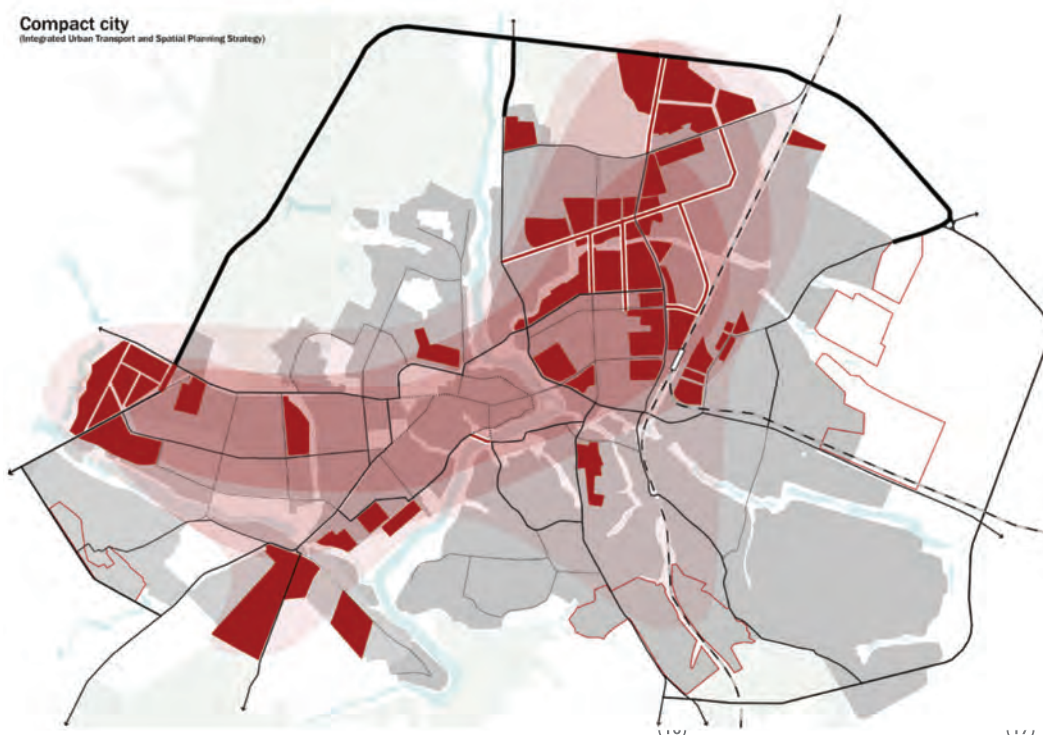 Compact city
(Integrated Urban Transport and Spatial Planning Strategy)